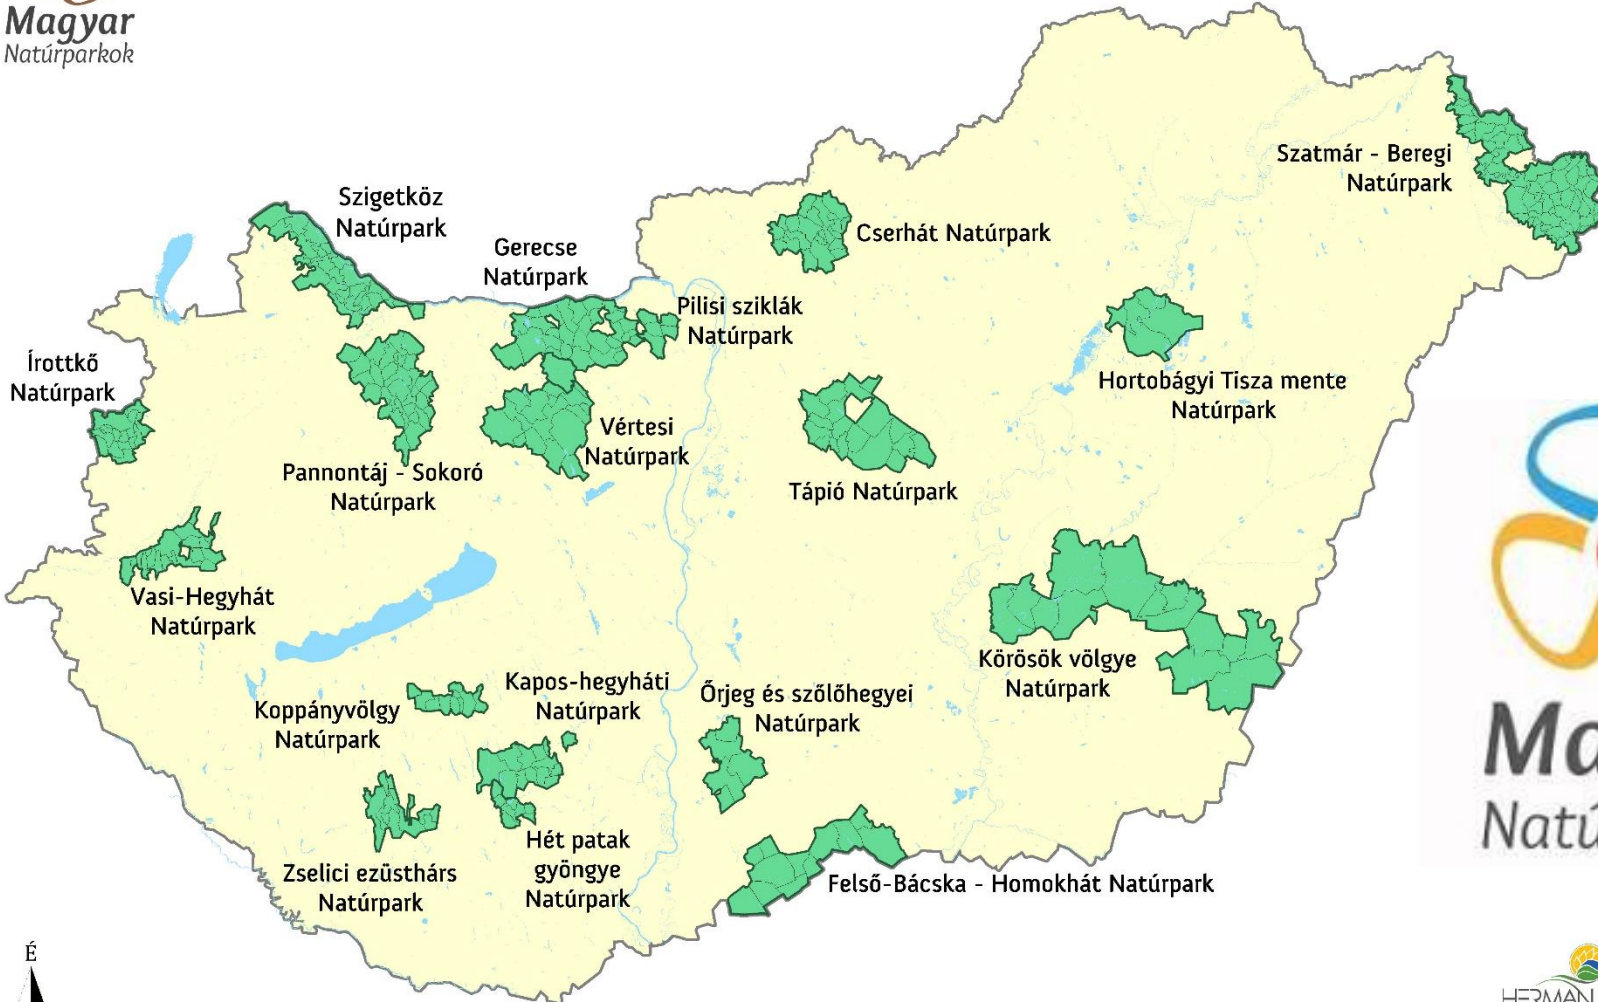 Magyar
Natúrparkok
Szatmár - Beregi
Natúrpark
Szigetköz
Natúrpark
Cserhát Natúrpark
Gerecse
Natúrpark
Pilisi sziklák
Natúrpark
Írottkő
Natúrpark
Hortobágyi Tisza mente
Natúrpark
Vértesi
Natúrpark
Pannontáj - Sokoró
Natúrpark
Tápió Natúrpark
Vasi-Hegyhát
Natúrpark
Körösök völgye
Natúrpark
Kapos-hegyháti
Natúrpark
Őrjeg és szőlőhegyei
Natúrpark
Koppányvölgy
Natúrpark
Hét patak
gyöngye
Natúrpark
Zselici ezüsthárs
Natúrpark
Felső-Bácska - Homokhát Natúrpark
É